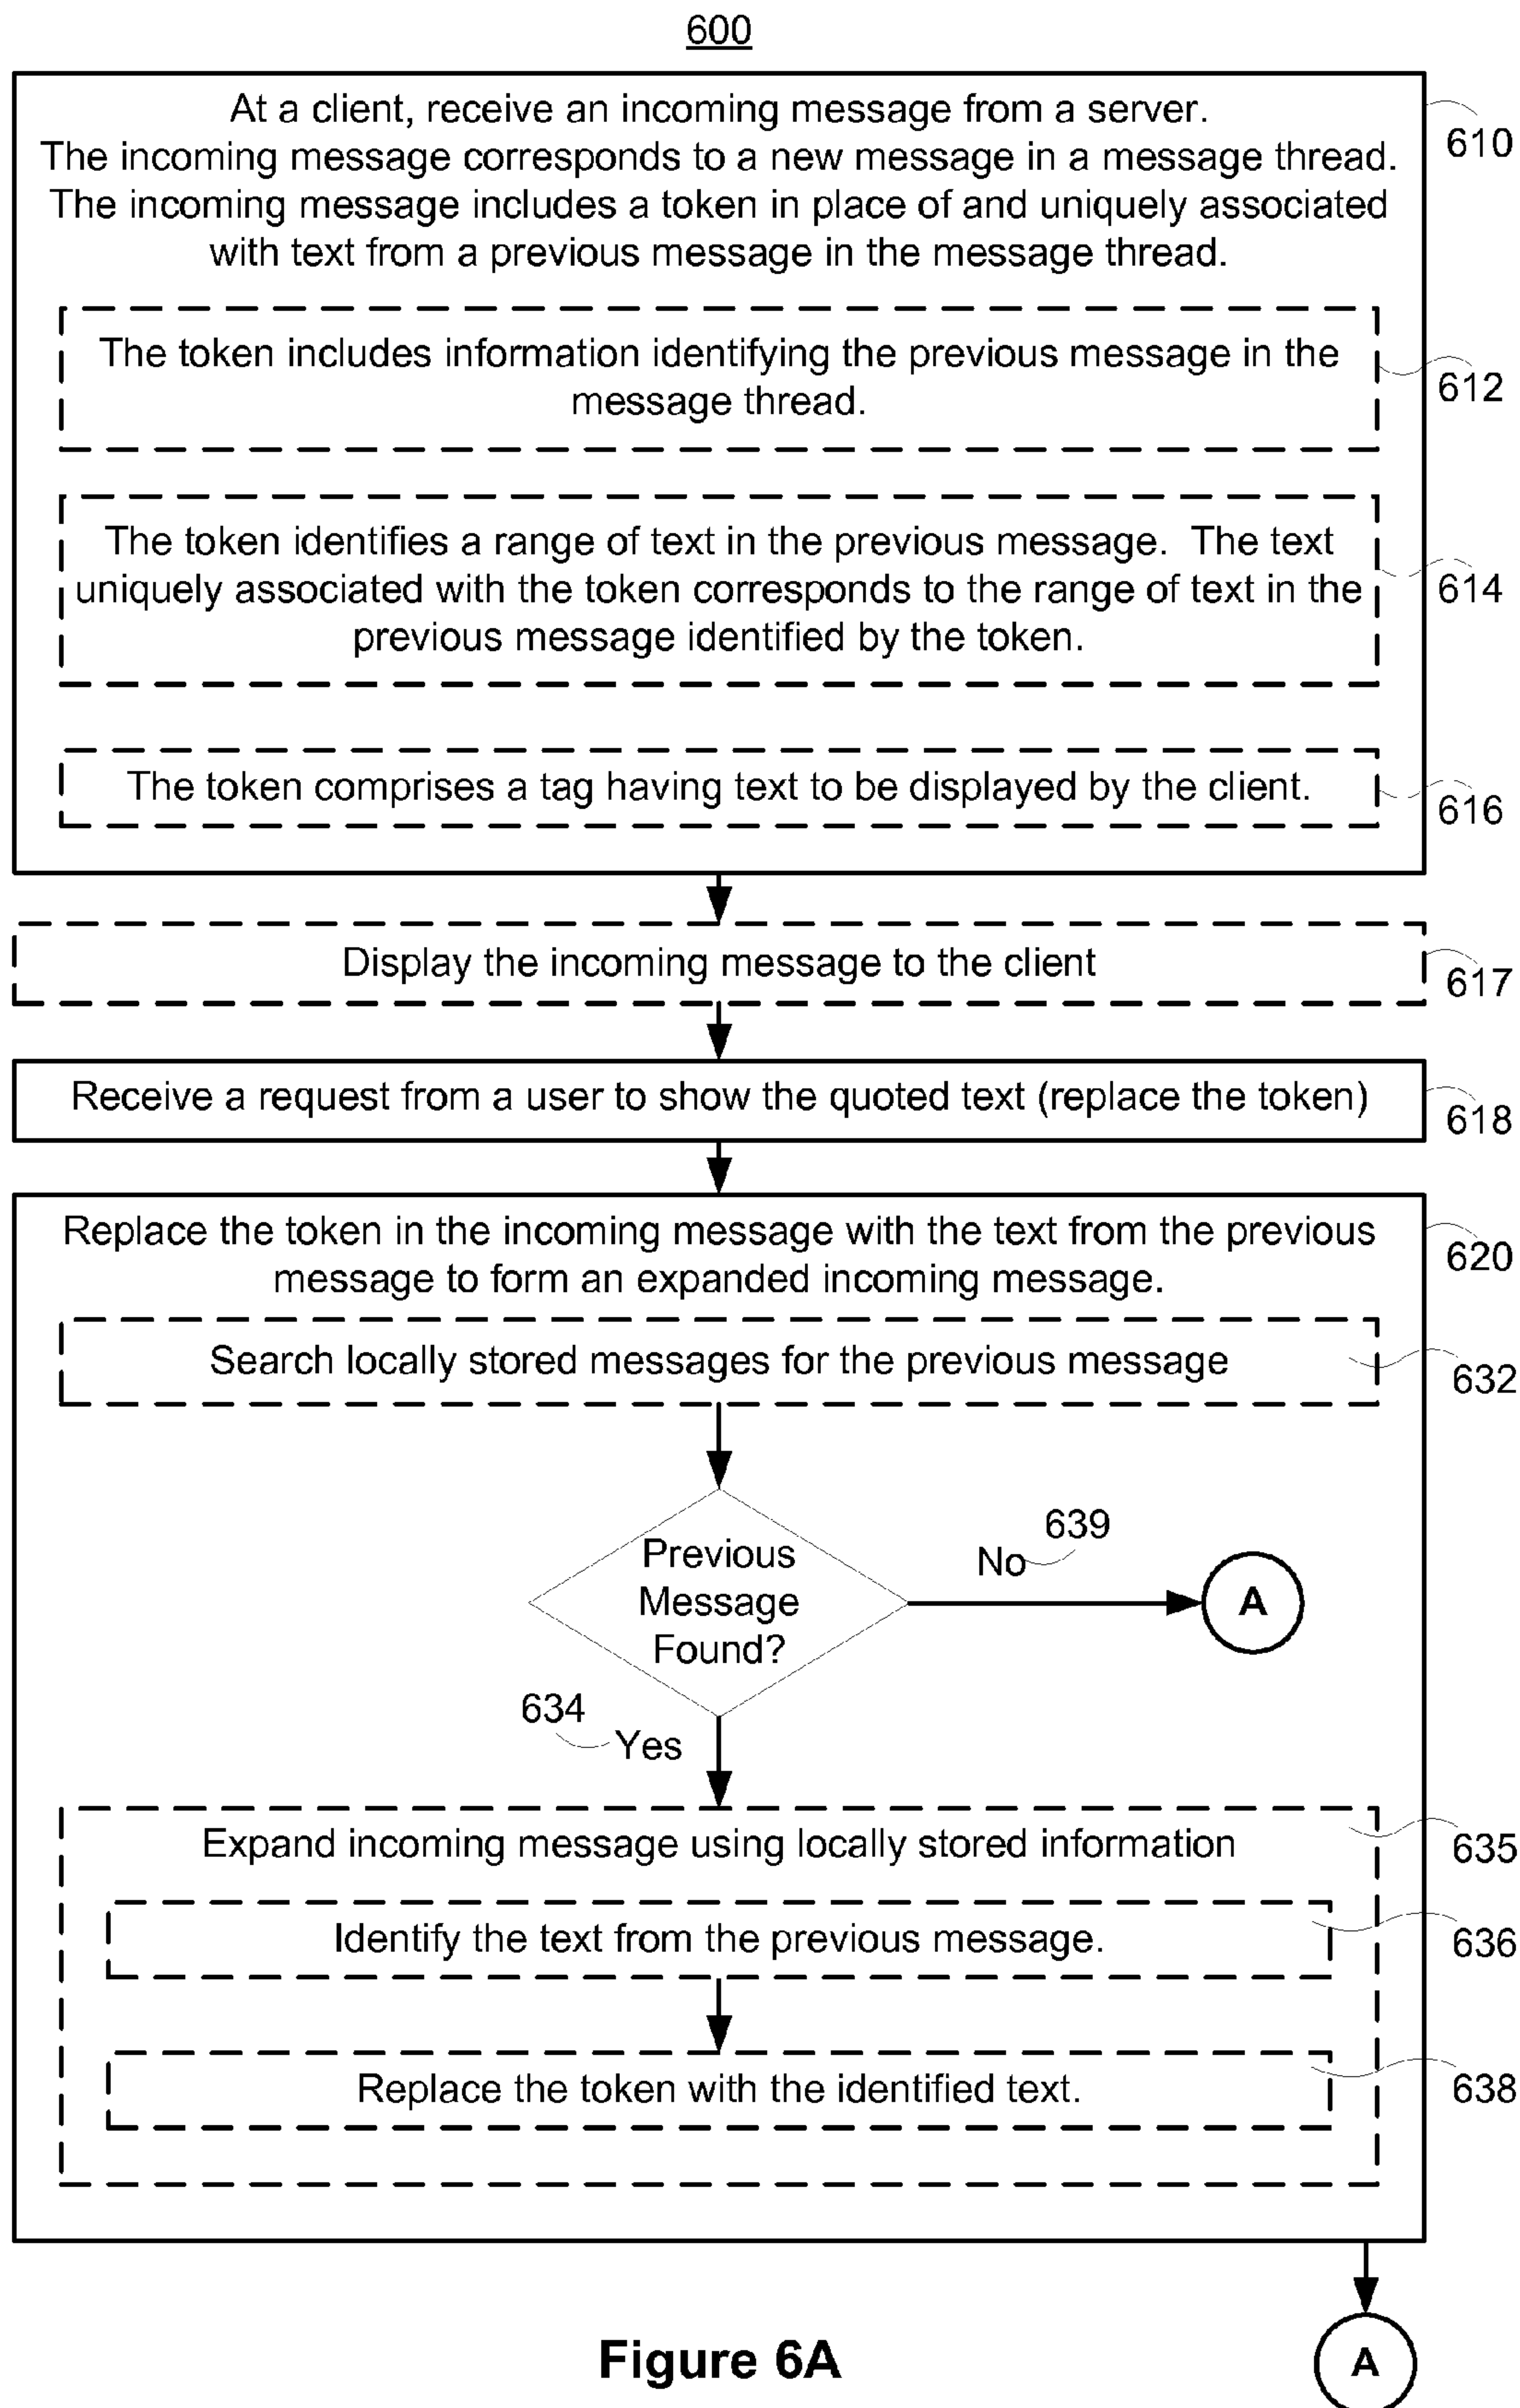 600
At a client, receive an incoming message from a server.
The incoming message corresponds to a new message in a message thread.
The incoming message includes a token in place of and uniquely associated
with text from a previous message in the message thread.
610
The token includes information identifying the previous message in the
message thread.
612
The token identifies a range of text in the previous message. The text
uniquely associated with the token corresponds to the range of text in the
previous message identified by the token.
614
The token comprises a tag having text to be displayed by the client.
616
Display the incoming message to the client
617
Receive a request from a user to show the quoted text (replace the token)
618
Replace the token in the incoming message with the text from the previous
message to form an expanded incoming message.
620
Search locally stored messages for the previous message
632
Previous
Message
Found?
639
No
A
634
Yes
Expand incoming message using locally stored information
635
Identify the text from the previous message.
636
Replace the token with the identified text.
638
Figure 6A
A